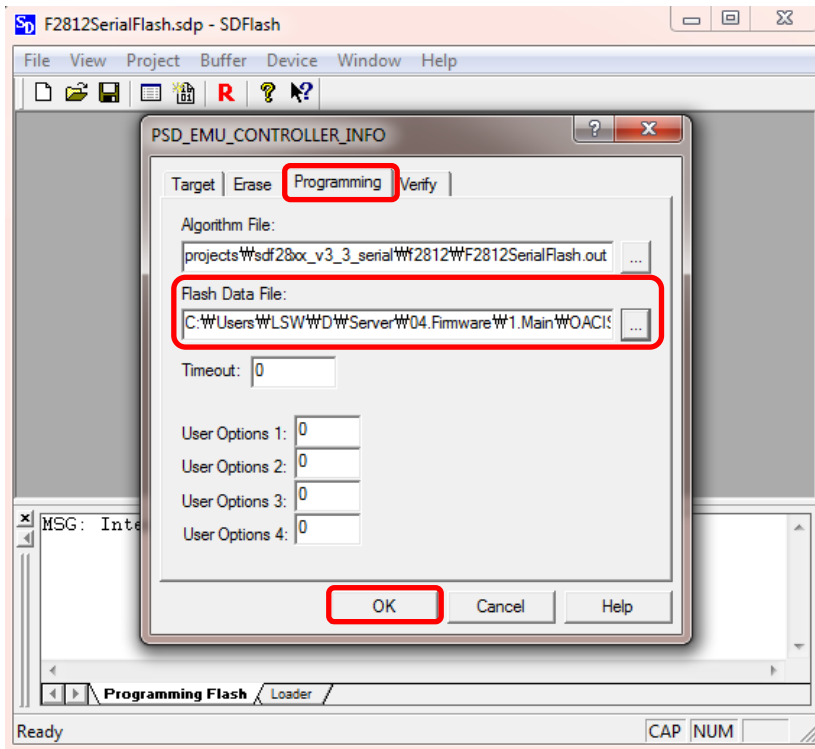 F2812SerialFlash.sdp - SDFlash
File View Project Buffer Device Window Help
R
PSD_EMU_CONTROLLER_INFO
Target Erase Programming Verify
Algorithm File:
projects₩sdf28xx_v3_3_serial₩f2812₩F2812SerialFlash.out ...
Flash Data File:
C:₩Users₩LSW₩D₩Server₩04.Firmware₩1.Main₩OACIS ...
Timeout: 0
User Options 1: 0
User Options 2: 0
User Options 3: 0
User Options 4: 0
OK Cancel Help
MSG: Inte
Programming Flash Loader
Ready CAP NUM